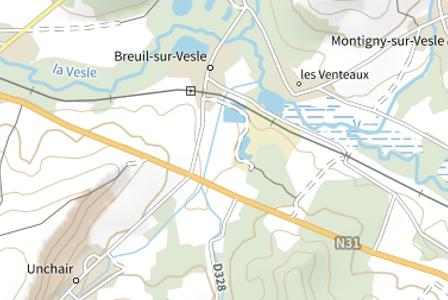 Montigny-sur-Vesle
Breuil-sur-Vesle
la Vesle
les Venteaux
N31
Unchair
D328